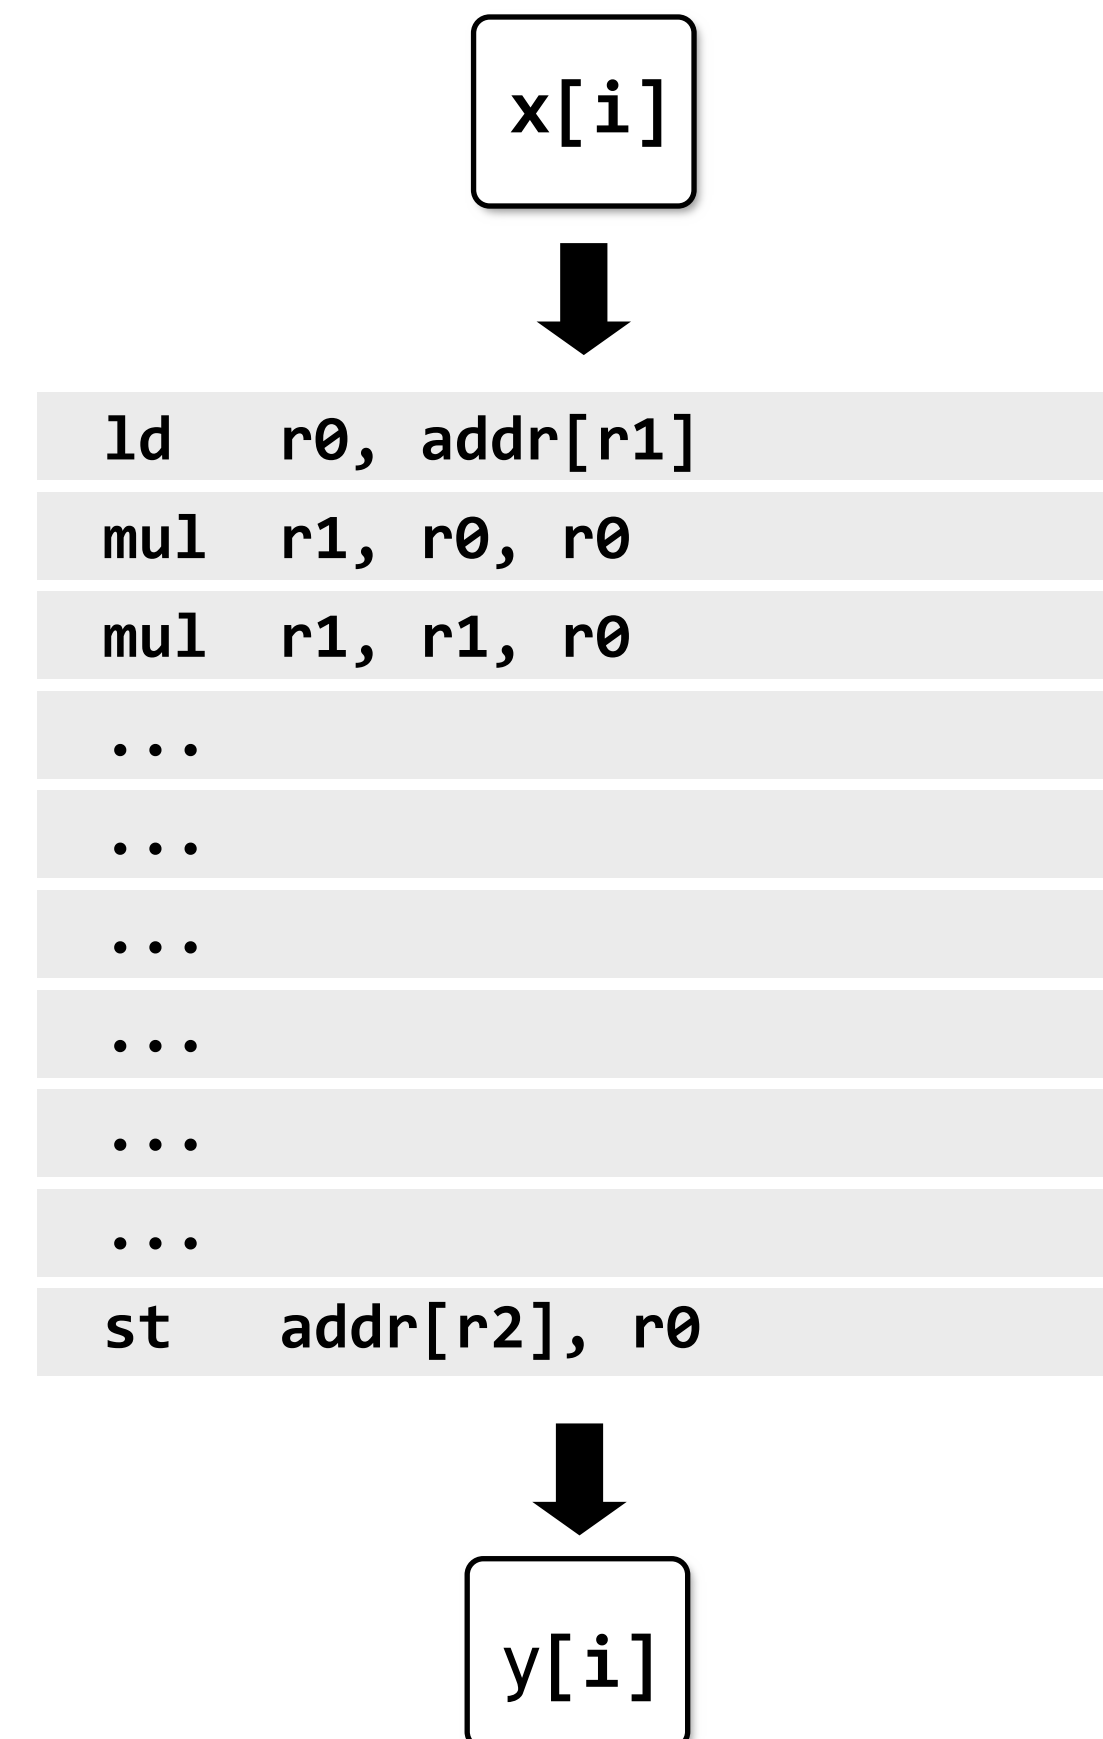 x[i]
ld r0, addr[r1]
mul r1, r0, r0
mul r1, r1, r0
...
...
...
...
...
...
st addr[r2], r0
y[i]